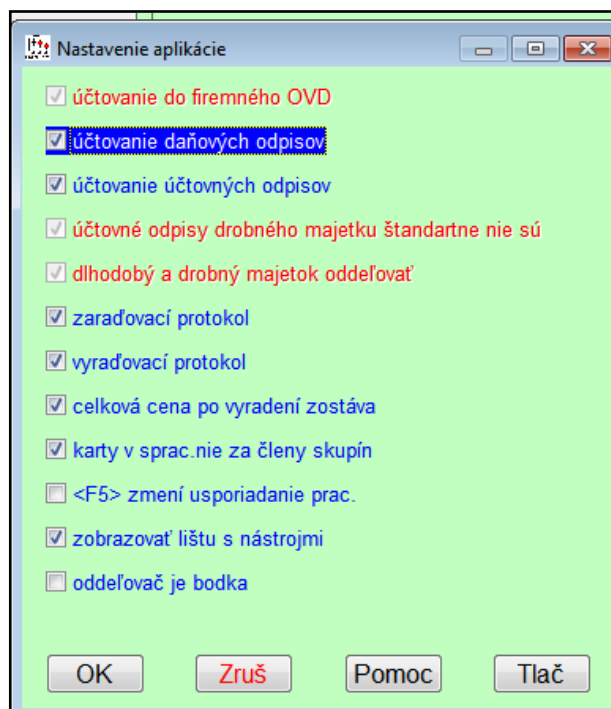 Nastavenie aplikácie
účtovanie do firemného OVD
účtovanie daňových odpisov
účtovanie účtovných odpisov
účtovné odpisy drobného majetku štandartne nie sú
dlhodobý a drobný majetok oddeľovať
zaraďovací protokol
vyraďovací protokol
celková cena po vyradení zostáva
karty v sprac.nie za členy skupín
<F5> zmení usporiadanie prac.
zobrazovať lištu s nástrojmi
oddeľovač je bodka
OK Zruš Pomoc Tlač